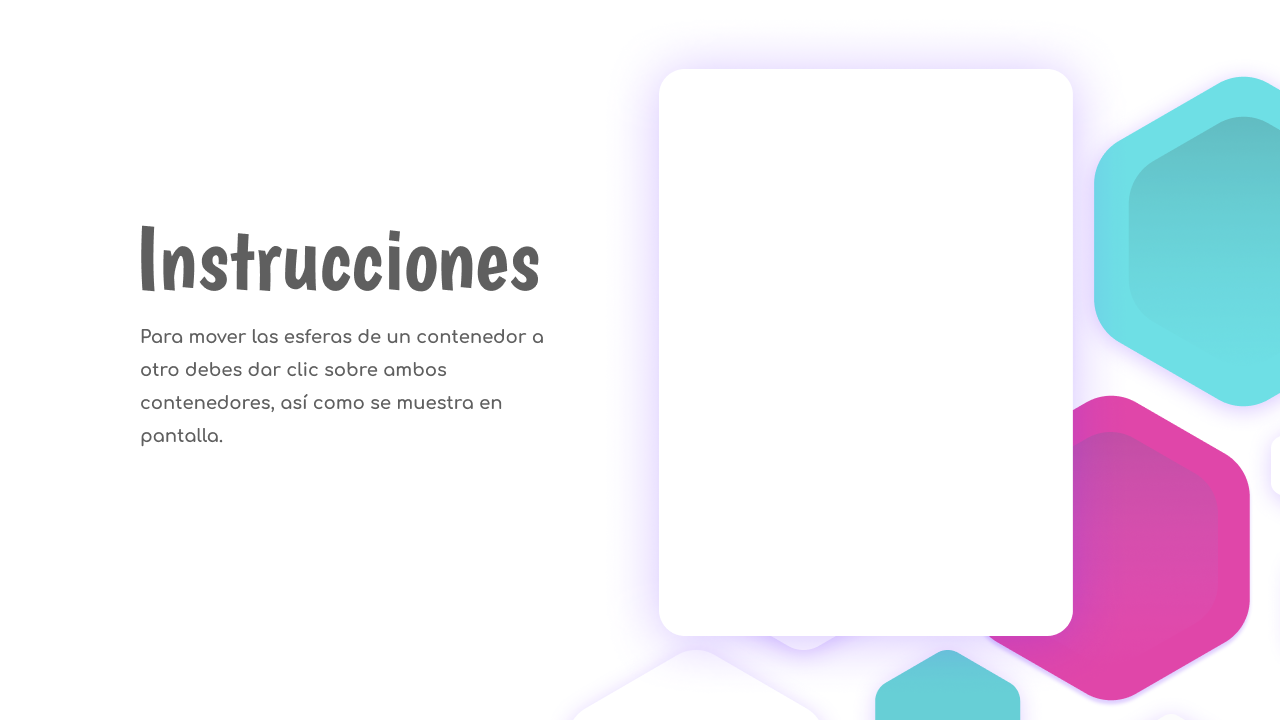 Instrucciones
Para mover las esferas de un contenedor a
otro debes dar clic sobre ambos
contenedores, así como se muestra en
pantalla.